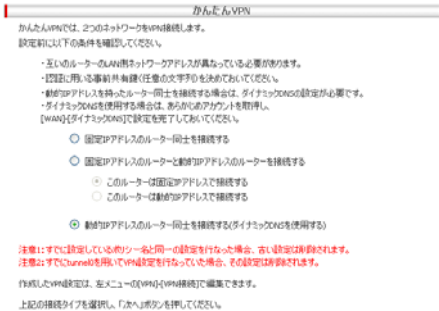 かんたんVPN
かんたんVPNでは、2つのネットワークをVPN接続します。
設定前に以下の条件を確認してください。
・互いのルーターのLAN側ネットワークアドレスが異なっている必要があります。
・認証に用いる事前共有鍵(任意の文字列)を決めておいてください。
・動的IPアドレスを持ったルーター同士を接続する場合は、ダイナミックDNSの設定が必要です。
・ダイナミックDNSを使用する場合は、あらかじめアカウントを取得し、
[WAN]-[ダイナミックDNS]で設定を完了しておいてください。
固定IPアドレスのルーター同士を接続する
固定IPアドレスのルーターと動的IPアドレスのルーターを接続する
このルーターは固定IPアドレスで接続する
このルーターは動的IPアドレスで接続する
動的IPアドレスのルーター同士を接続する(ダイナミックDNSを使用する)
注意1:すでに設定しているポリシー名と同一の設定を行なった場合、古い設定は削除されます。
注意2:すでにtunnel0を用いてVPN設定を行なっていた場合、その設定は削除されます。
作成したVPN設定は、左メニューの[VPN]-[VPN接続]で編集できます。
上記の接続タイプを選択し、「次へ」ボタンを押してください。